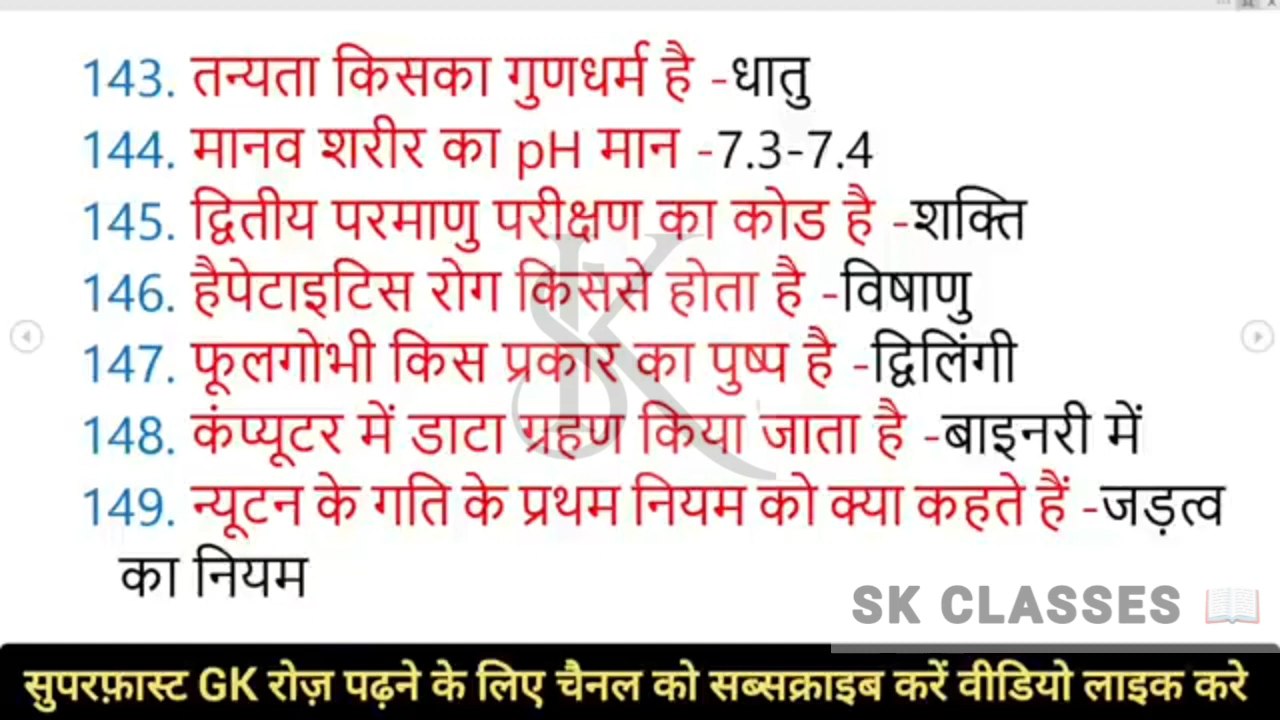 143. तन्यता किसका गुणधर्म है -धातु
144. मानव शरीर का pH मान -7.3-7.4
145. द्वितीय परमाणु परीक्षण का कोड है -शक्ति
146. हैपेटाइटिस रोग किससे होता है -विषाणु
147. फूलगोभी किस प्रकार का पुष्प है -द्विलिंगी
148. कंप्यूटर में डाटा ग्रहण किया जाता है -बाइनरी में
149. न्यूटन के गति के प्रथम नियम को क्या कहते हैं -जड़त्व
का नियम
SK
SK CLASSES
सुपरफ़ास्ट GK रोज़ पढ़ने के लिए चैनल को सब्सक्राइब करें वीडियो लाइक करे